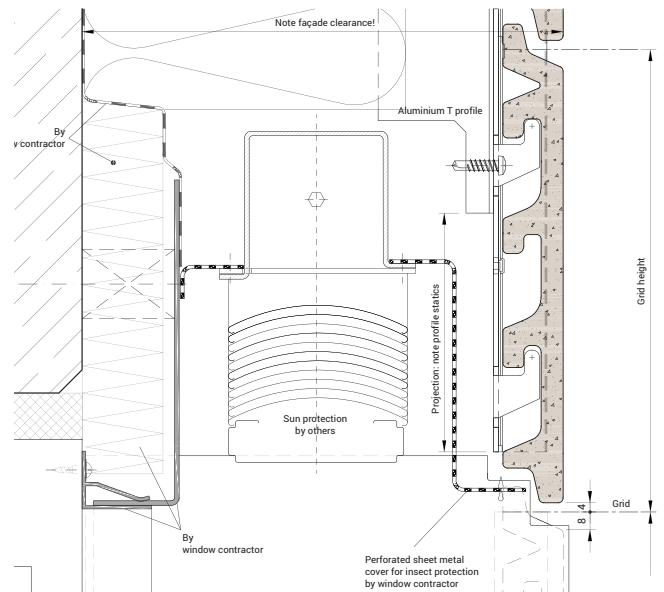 Note façade clearance!
Aluminium T profile
By
contractor
Grid height
Projection: note profile statics
Sun protection
by others
4
Grid
8
By
window contractor
Perforated sheet metal
cover for insect protection
by window contractor